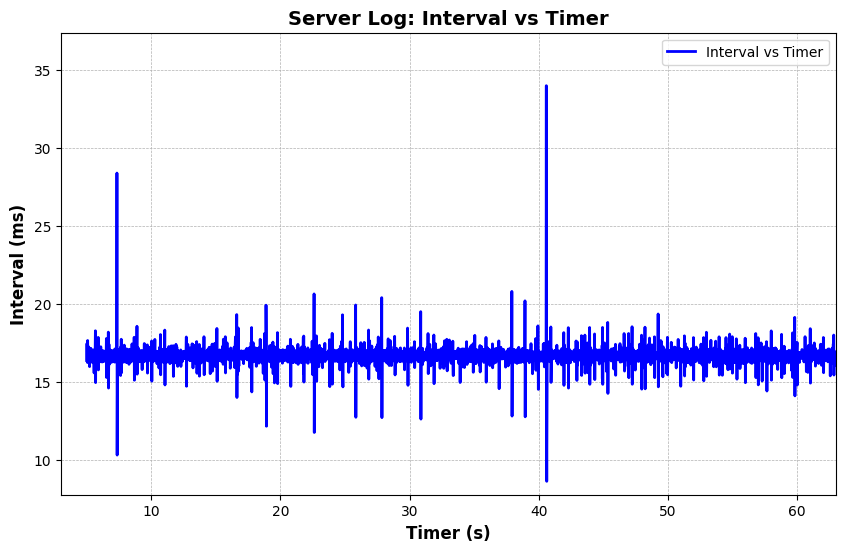 Server Log: Interval vs Timer
Interval vs Timer
35
30
25
20
15
10
Interval (ms)
10 20 30 40 50 60
Timer (s)